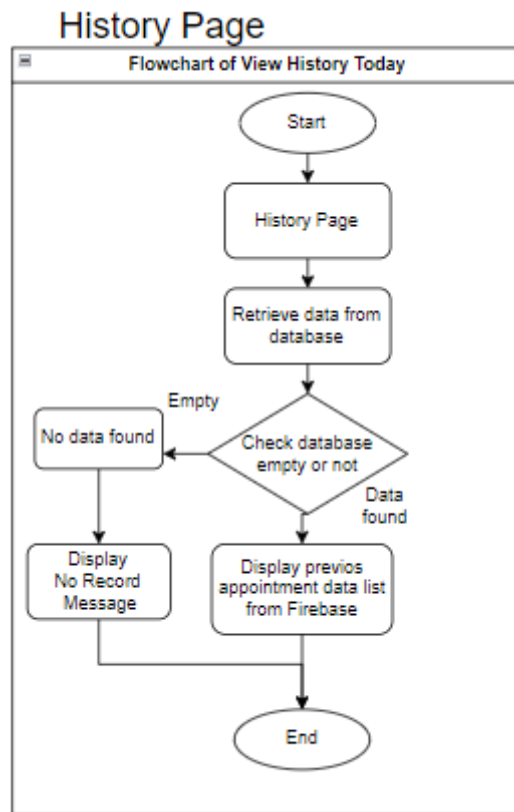 History Page
Flowchart of View History Today
Start
History Page
Retrieve data from
database
Empty
No data found
Check database
empty or not
Data
found
Display
No Record
Message
Display previos
appointment data list
from Firebase
End